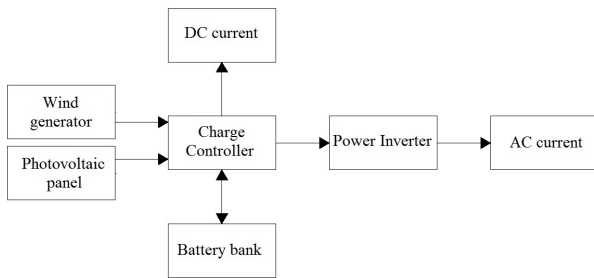 DC current
Wind
generator
Charge
Controller
Power Inverter
AC current
Photovoltaic
panel
Battery bank